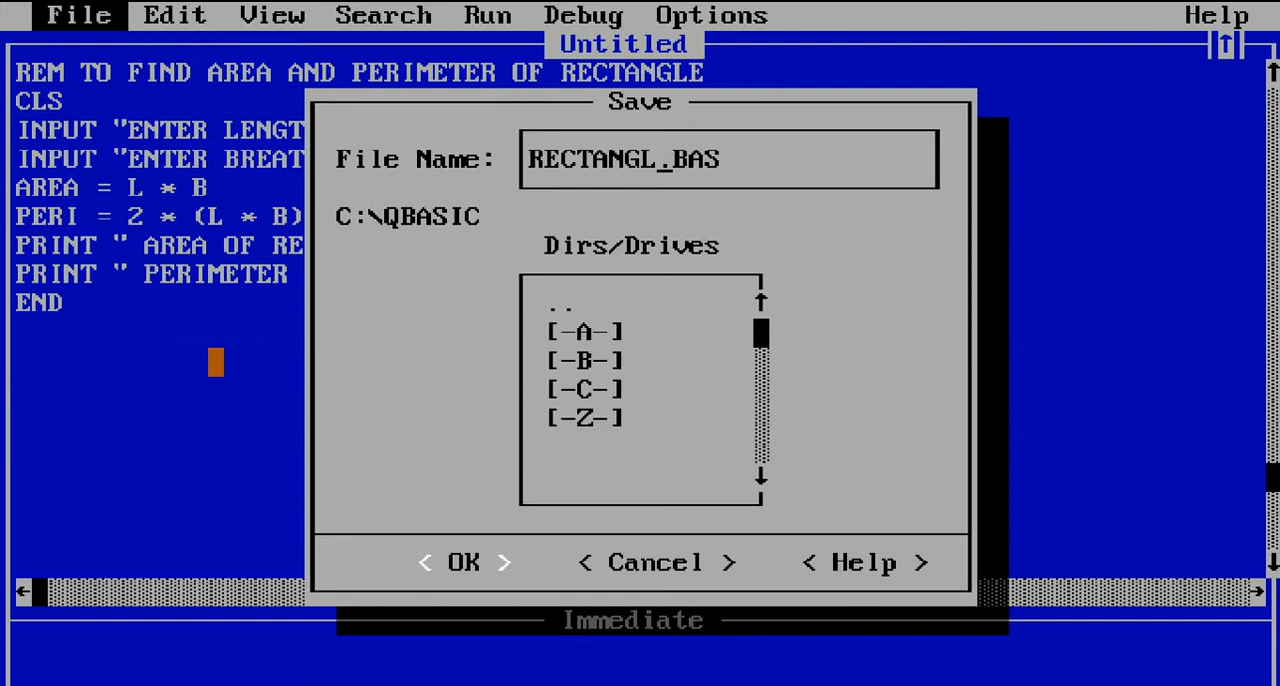 File Edit View Search Run Debug Options Help
Untitled
REM TO FIND AREA AND PERIMETER OF RECTANGLE
CLS
INPUT "ENTER LENGT
INPUT "ENTER BREAT
AREA = L * B
PERI = 2 * (L * B)
PRINT " AREA OF RE
PRINT " PERIMETER
END
Save
File Name: RECTANGL.BAS
C:\QBASIC
Dirs/Drives
..
[-A-]
[-B-]
[-C-]
[-Z-]
< OK > < Cancel > < Help >
Immediate